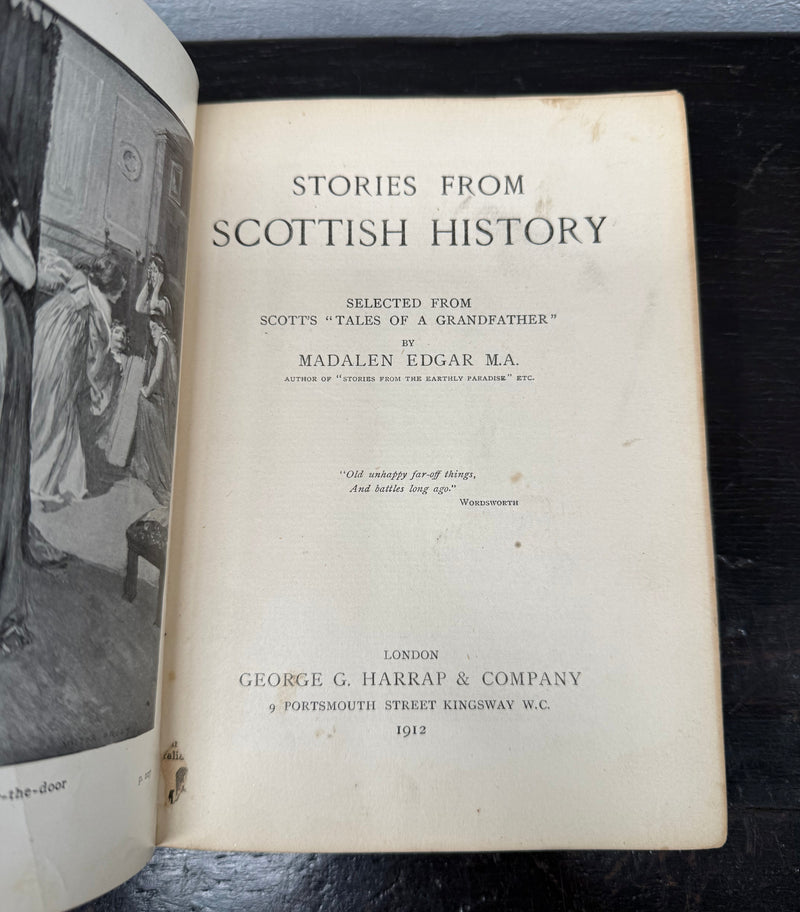 -the-door
STORIES FROM
SCOTTISH HISTORY
SELECTED FROM
SCOTT'S "TALES OF A GRANDFATHER"
BY
MADALEN EDGAR M.A.
AUTHOR OF "STORIES FROM THE EARTHLY PARADISE" ETC.
"Old unhappy far-off things,
And battles long ago."
WORDSWORTH
LONDON
GEORGE G. HARRAP & COMPANY
9 PORTSMOUTH STREET KINGSWAY W.C.
1912